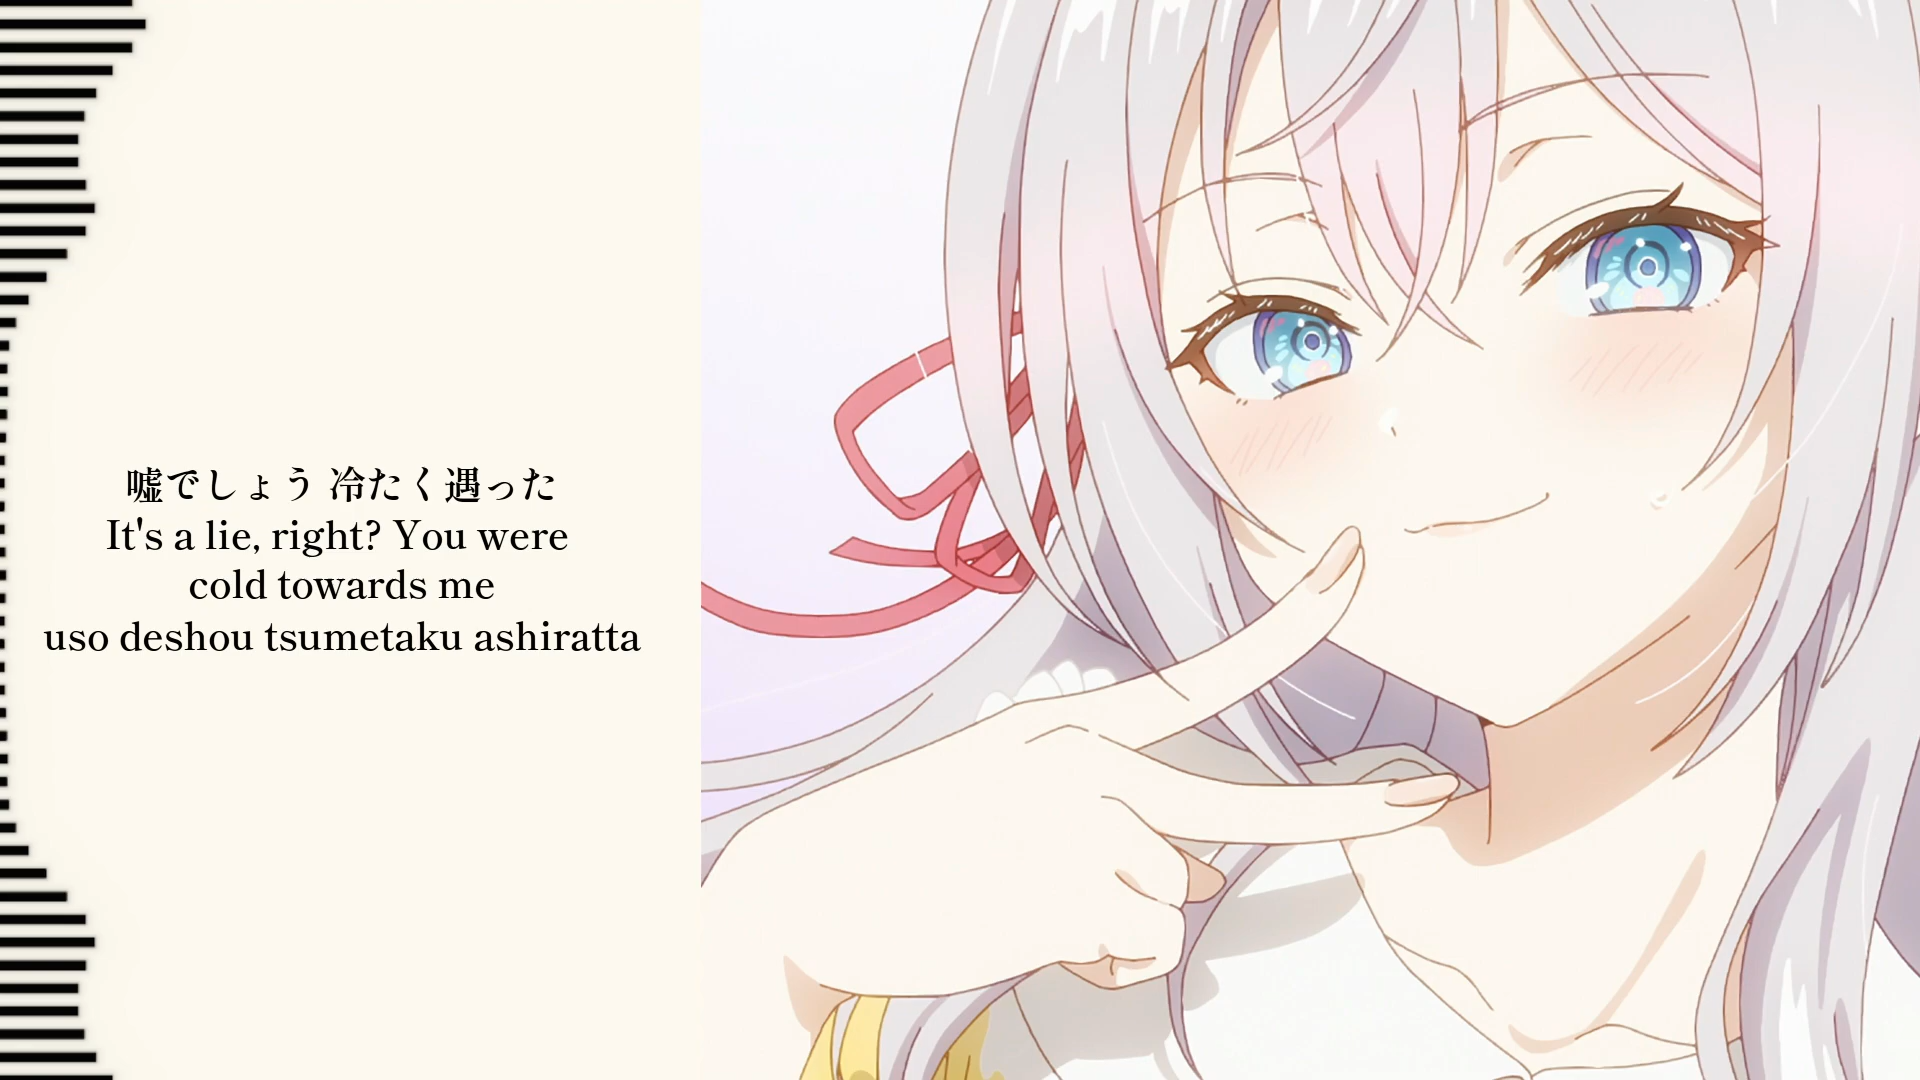 嘘でしょう 冷たく遇った
It's a lie, right? You were
cold towards me
uso deshou tsumetaku ashiratta